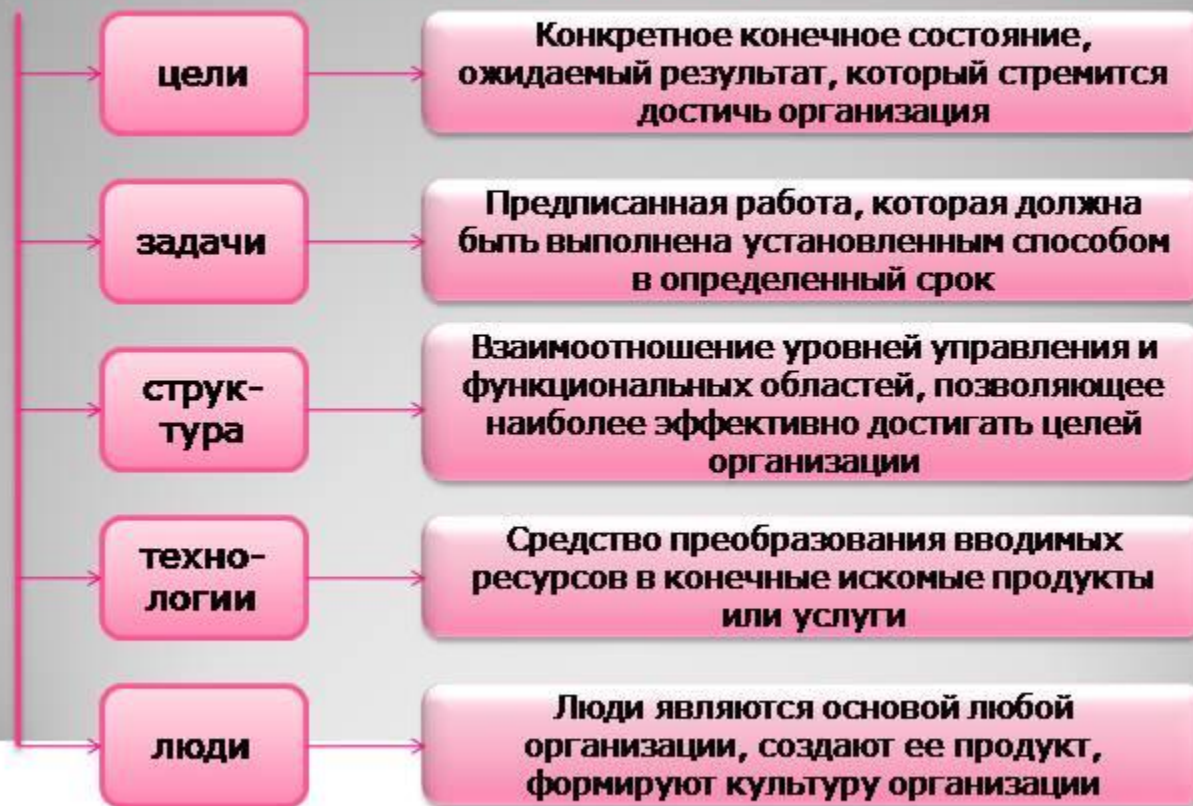 цели
Конкретное конечное состояние,
ожидаемый результат, который стремится
достичь организация
задачи
Предписанная работа, которая должна
быть выполнена установленным способом
в определенный срок
струк-
тура
Взаимоотношение уровней управления и
функциональных областей, позволяющее
наиболее эффективно достигать целей
организации
техно-
логии
Средство преобразования вводимых
ресурсов в конечные искомые продукты
или услуги
люди
Люди являются основой любой
организации, создают ее продукт,
формируют культуру организации